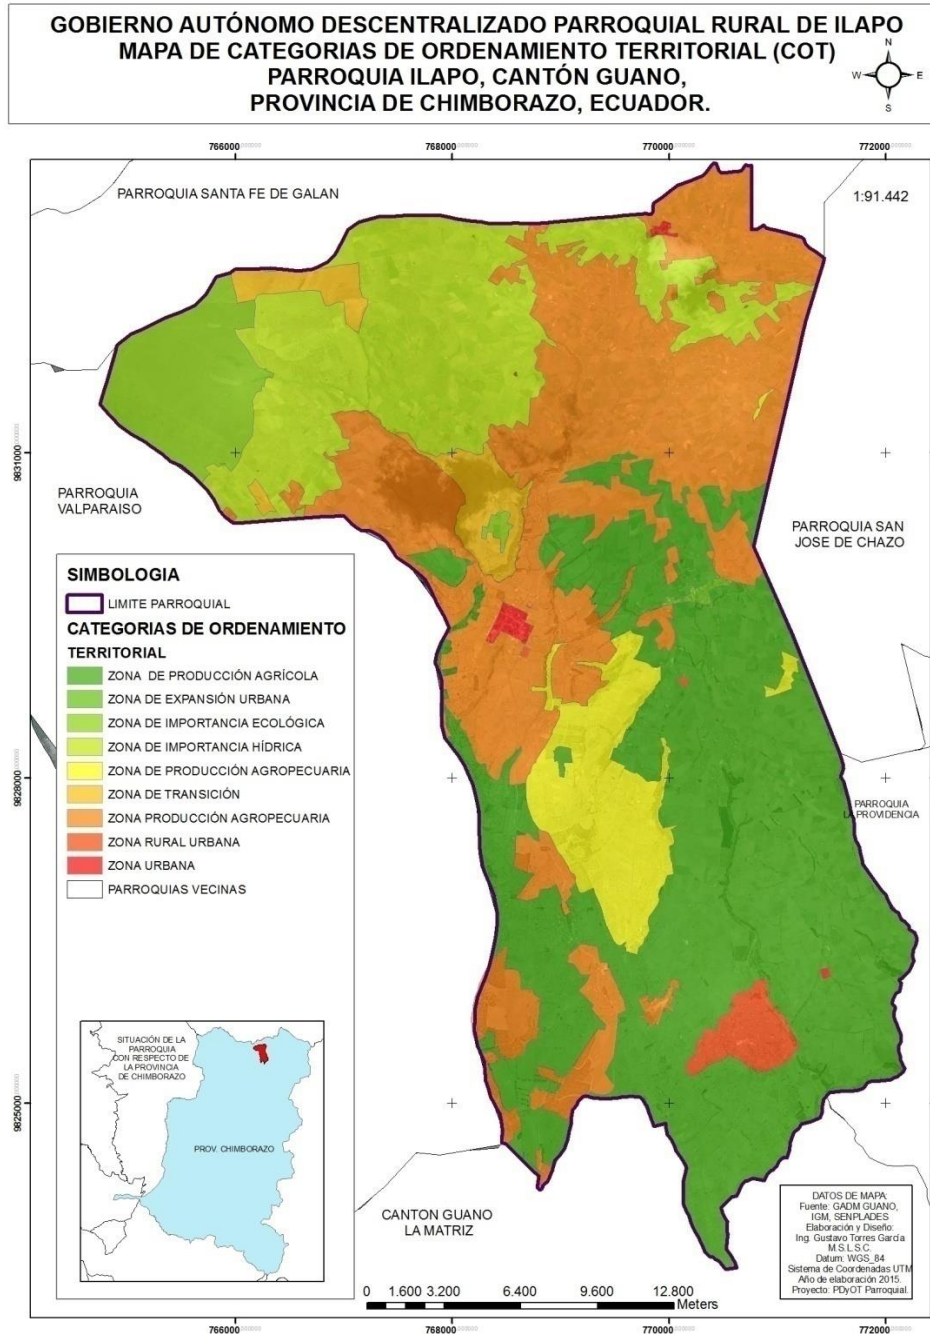 GOBIERNO AUTÓNOMO DESCENTRALIZADO PARROQUIAL RURAL DE ILAPO
MAPA DE CATEGORIAS DE ORDENAMIENTO TERRITORIAL (COT)
PARROQUIA ILAPO, CANTÓN GUANO,
PROVINCIA DE CHIMBORAZO, ECUADOR.
N
W E
S
766000 768000 770000 772000
PARROQUIA SANTA FE DE GALAN
1:91.442
9831000
PARROQUIA
VALPARAISO
PARROQUIA SAN
JOSE DE CHAZO
SIMBOLOGIA
LIMITE PARROQUIAL
CATEGORIAS DE ORDENAMIENTO
TERRITORIAL
ZONA DE PRODUCCIÓN AGRÍCOLA
ZONA DE EXPANSIÓN URBANA
ZONA DE IMPORTANCIA ECOLÓGICA
ZONA DE IMPORTANCIA HÍDRICA
ZONA DE PRODUCCIÓN AGROPECUARIA
ZONA DE TRANSICIÓN
ZONA PRODUCCIÓN AGROPECUARIA
ZONA RURAL URBANA
ZONA URBANA
PARROQUIAS VECINAS
9828000
PARROQUIA
LA PROVIDENCIA
SITUACIÓN DE LA
PARROQUIA
CON RESPECTO DE
LA PROVINCIA
DE CHIMBORAZO
PROV. CHIMBORAZO
9825000
CANTON GUANO
LA MATRIZ
DATOS DE MAPA:
Fuente: GADM GUANO,
IGM, SENPLADES
Elaboración y Diseño:
Ing. Gustavo Torres García
M.S.L.S.C.
Datum: WGS_84
Sistema de Coordenadas UTM
Año de elaboración 2015.
Proyecto: PDyOT Parroquial.
0 1.600 3.200 6.400 9.600 12.800
Meters
766000 768000 770000 772000